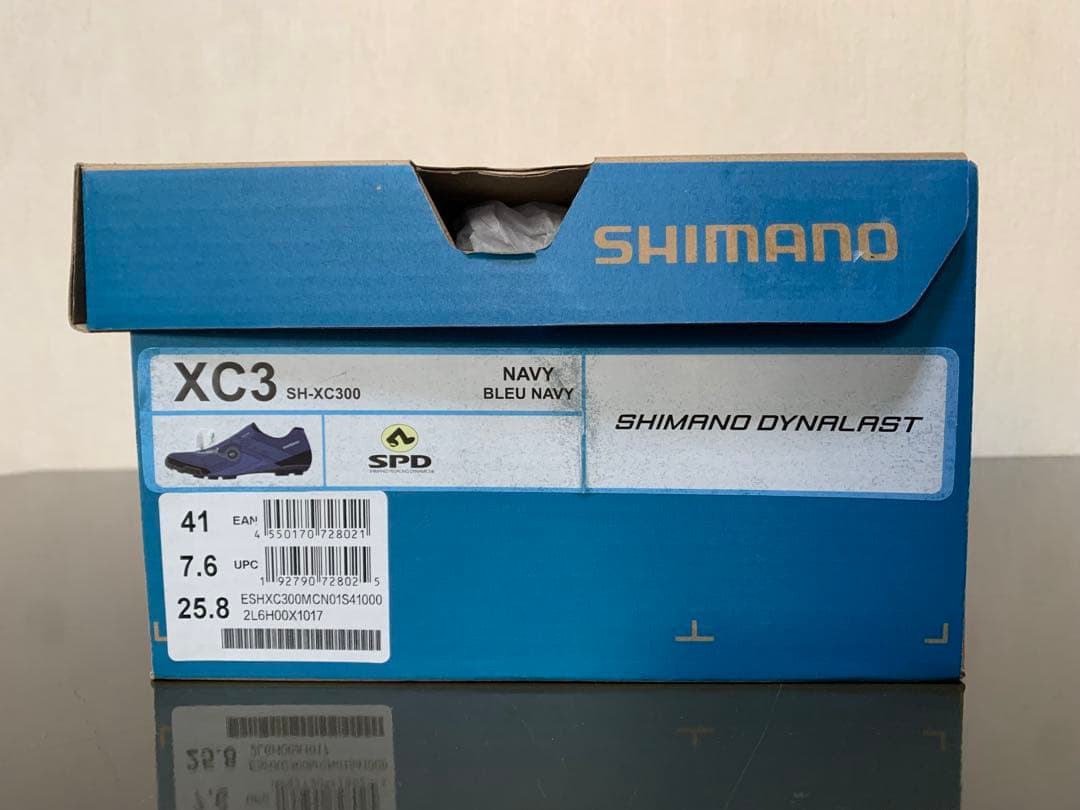 SHIMANO
XC3 SH-XC300
NAVY
BLEU NAVY
SPD
SHIMANO DYNALAST
41 EAN
4 550170 728021
7.6 UPC
1 92790 72802 5
25.8 ESHXC300MCN01S41000
2L6H00X1017